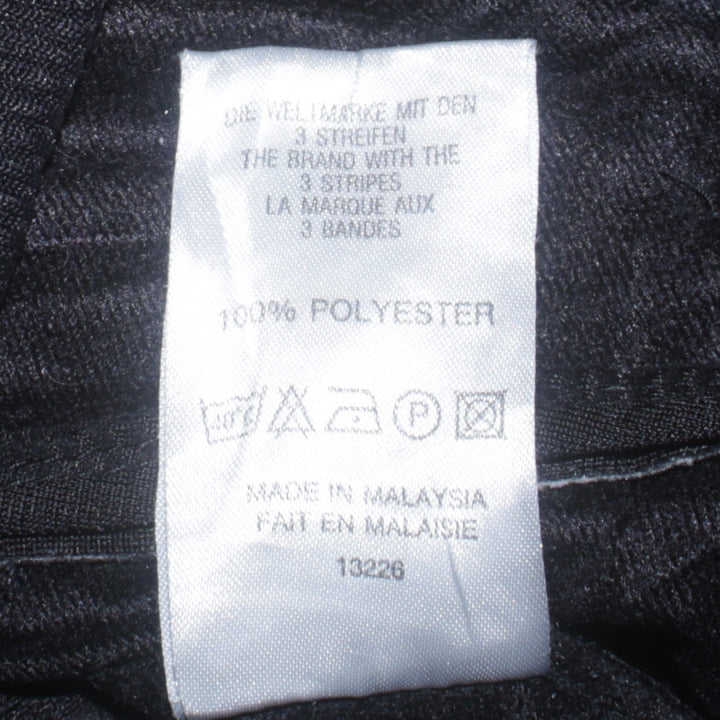 DIE WELTMARKE MIT DEN
3 STREIFEN
THE BRAND WITH THE
3 STRIPES
LA MARQUE AUX
3 BANDES
100% POLYESTER
40°C P
MADE IN MALAYSIA
FAIT EN MALAISIE
13226